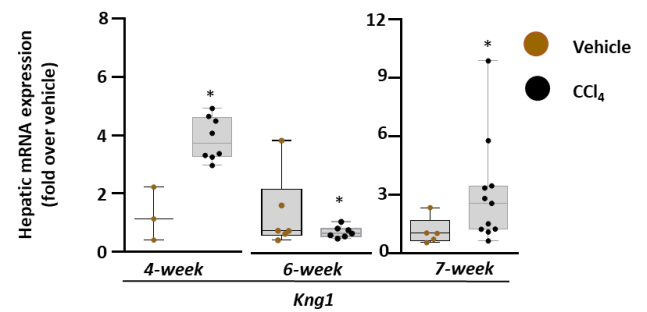 Hepatic mRNA expression
(fold over vehicle)
8
6
4
2
0
12
9
6
3
0
*
*
*
Vehicle
CCl₄
4-week
6-week
7-week
Kng1